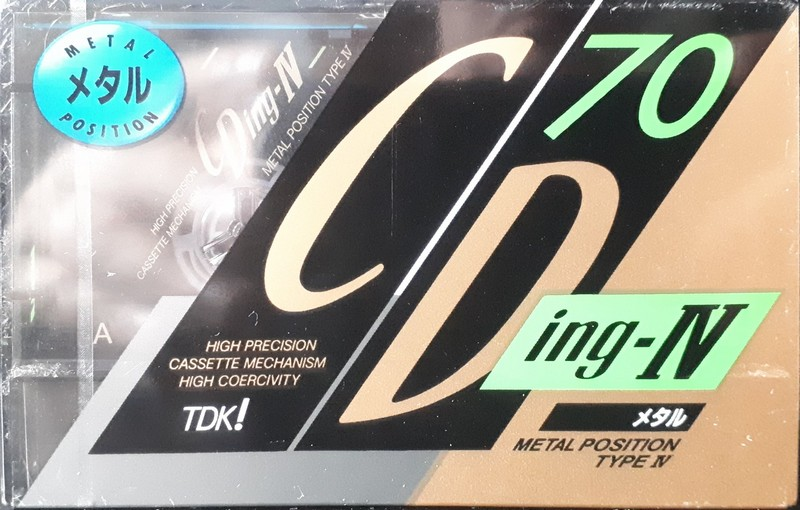 METAL
メタル
POSITION
CDing-IV
METAL POSITION TYPE IV
HIGH PRECISION
CASSETTE MECHANISM
A
CD
70
ing-IV
HIGH PRECISION
CASSETTE MECHANISM
HIGH COERCIVITY
TDK!
メタル
METAL POSITION
TYPE IV